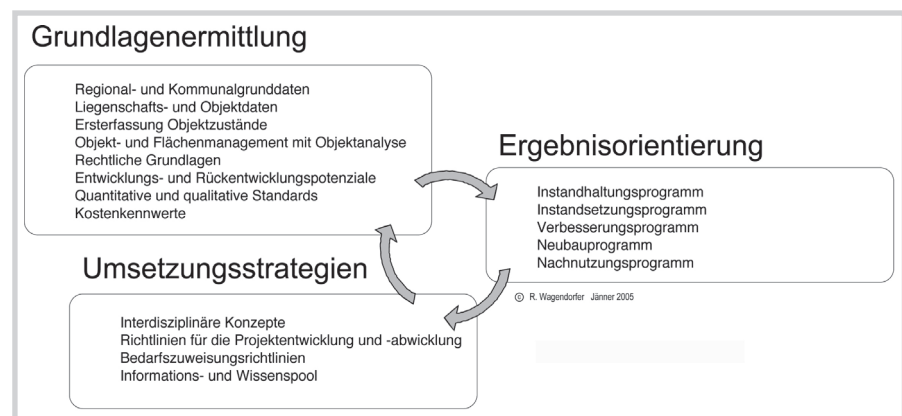 Grundlagenermittlung
Regional- und Kommunalgrunddaten
Liegenschafts- und Objektdaten
Ersterfassung Objektzustände
Objekt- und Flächenmanagement mit Objektanalyse
Rechtliche Grundlagen
Entwicklungs- und Rückentwicklungspotenziale
Quantitative und qualitative Standards
Kostenkennwerte
Ergebnisorientierung
Instandhaltungsprogramm
Instandsetzungsprogramm
Verbesserungsprogramm
Neubauprogramm
Nachnutzungsprogramm
© R. Wagendorfer Jänner 2005
Umsetzungsstrategien
Interdisziplinäre Konzepte
Richtlinien für die Projektentwicklung und -abwicklung
Bedarfszuweisungsrichtlinien
Informations- und Wissenspool